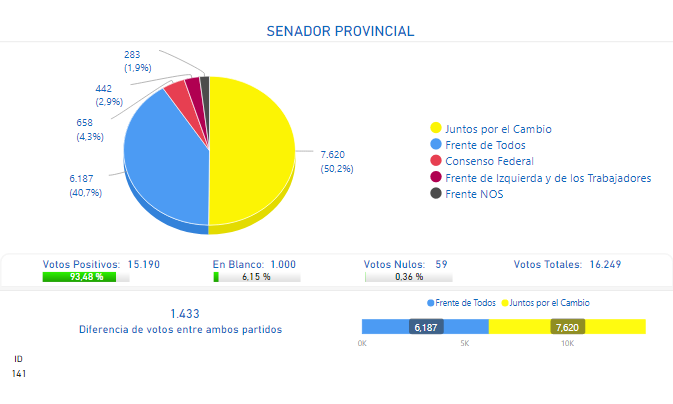 SENADOR PROVINCIAL
283
(1,9%)
442
(2,9%)
658
(4,3%)
6.187
(40,7%)
7.620
(50,2%)
Juntos por el Cambio
Frente de Todos
Consenso Federal
Frente de Izquierda y de los Trabajadores
Frente NOS
Votos Positivos: 15.190
93,48 %
En Blanco: 1.000
6,15 %
Votos Nulos: 59
0,36 %
Votos Totales: 16.249
1.433
Diferencia de votos entre ambos partidos
Frente de Todos Juntos por el Cambio
6,187 7,620
0K 5K 10K
ID
141